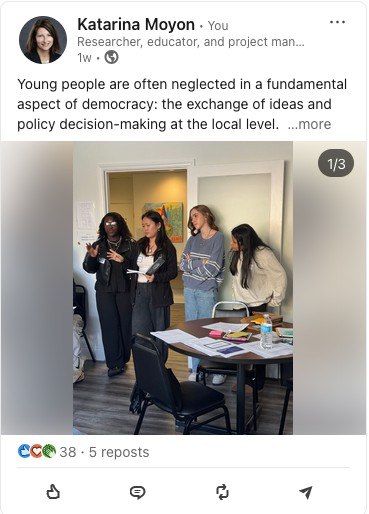 Katarina Moyon • You
Researcher, educator, and project man...
1w •
Young people are often neglected in a fundamental
aspect of democracy: the exchange of ideas and
policy decision-making at the local level. ...more
1/3
38 · 5 reposts